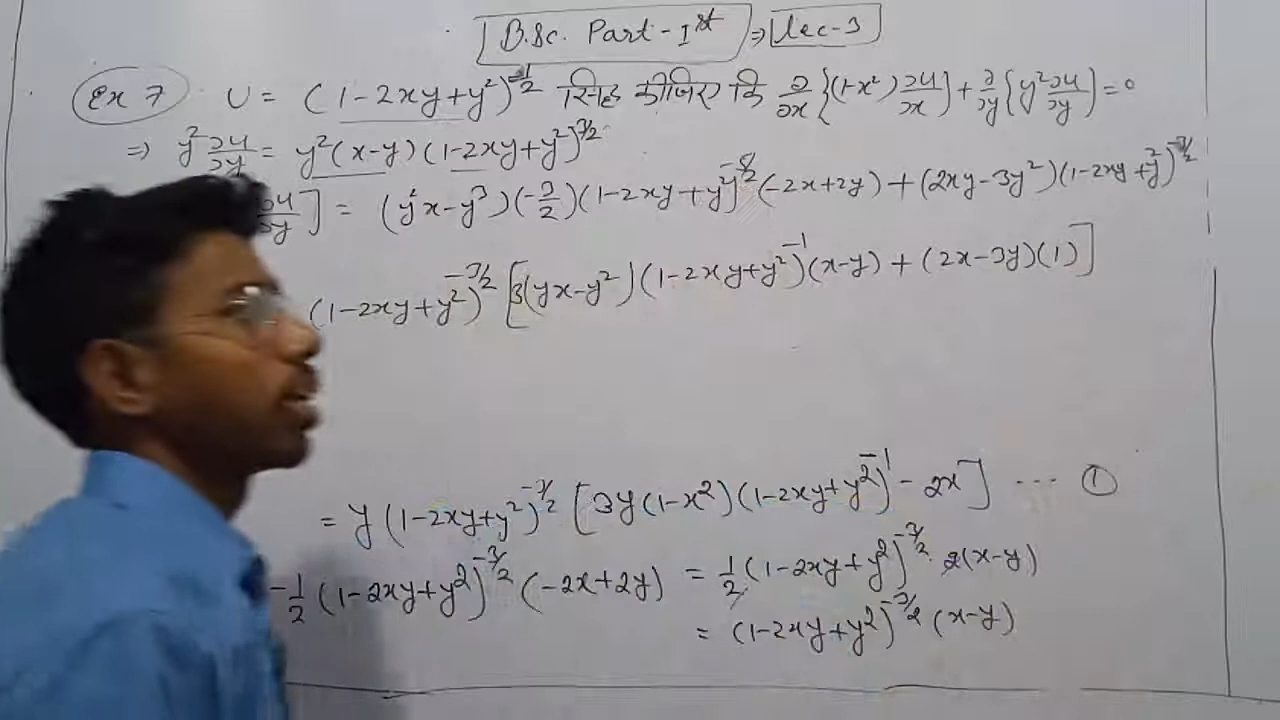 B.Sc. Part-Iˢᵗ ⇒ Lec-3
Ex 7 U = (1-2xy+y²)^-1/2 सिद्ध कीजिए कि ∂/∂x {(1-x²) ∂u/∂x} + ∂/∂y {y² ∂u/∂y} = 0
⇒ y² ∂u/∂y = y²(x-y) (1-2xy+y²)^-3/2
∂u/∂y ] = (y²x-y³)(-3/2)(1-2xy+y²)^-5/2 (-2x+2y) + (2xy-3y²)(1-2xy+y²)^-3/2
(1-2xy+y²)^-3/2 [3(yx-y²)(1-2xy+y²)^-1 (x-y) + (2x-3y)(1)]
= y(1-2xy+y²)^-3/2 [3y(1-x²)(1-2xy+y²)^-1 - 2x] ---- ①
-1/2 (1-2xy+y²)^-3/2 (-2x+2y) = 1/2 (1-2xy+y²)^-3/2 . 2(x-y)
= (1-2xy+y²)^-3/2 (x-y)